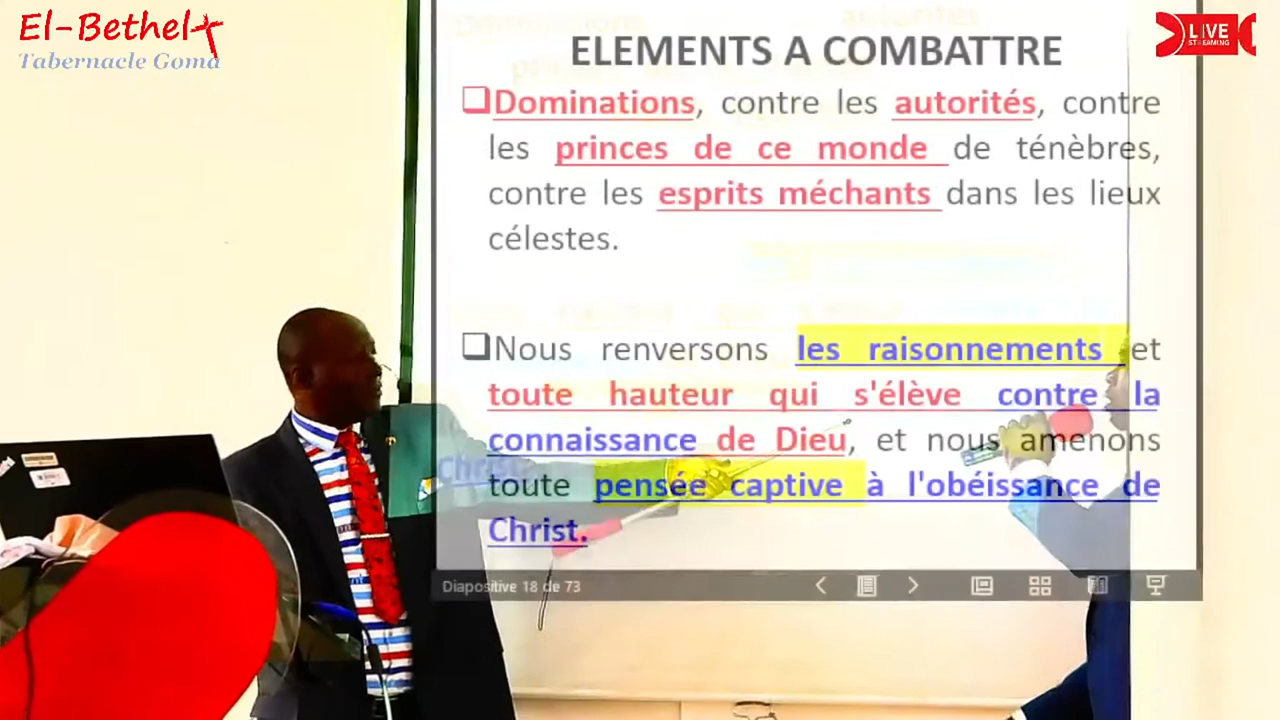 El-Bethel
Tabernacle Goma
LIVE
STREAMING
ELEMENTS A COMBATTRE
Dominations, contre les autorités, contre
les princes de ce monde de ténèbres,
contre les esprits méchants dans les lieux
célestes.
Nous renversons les raisonnements et
toute hauteur qui s'élève contre la
connaissance de Dieu, et nous amenons
toute pensée captive à l'obéissance de
Christ.
Christ.
Diapositive 18 de 73